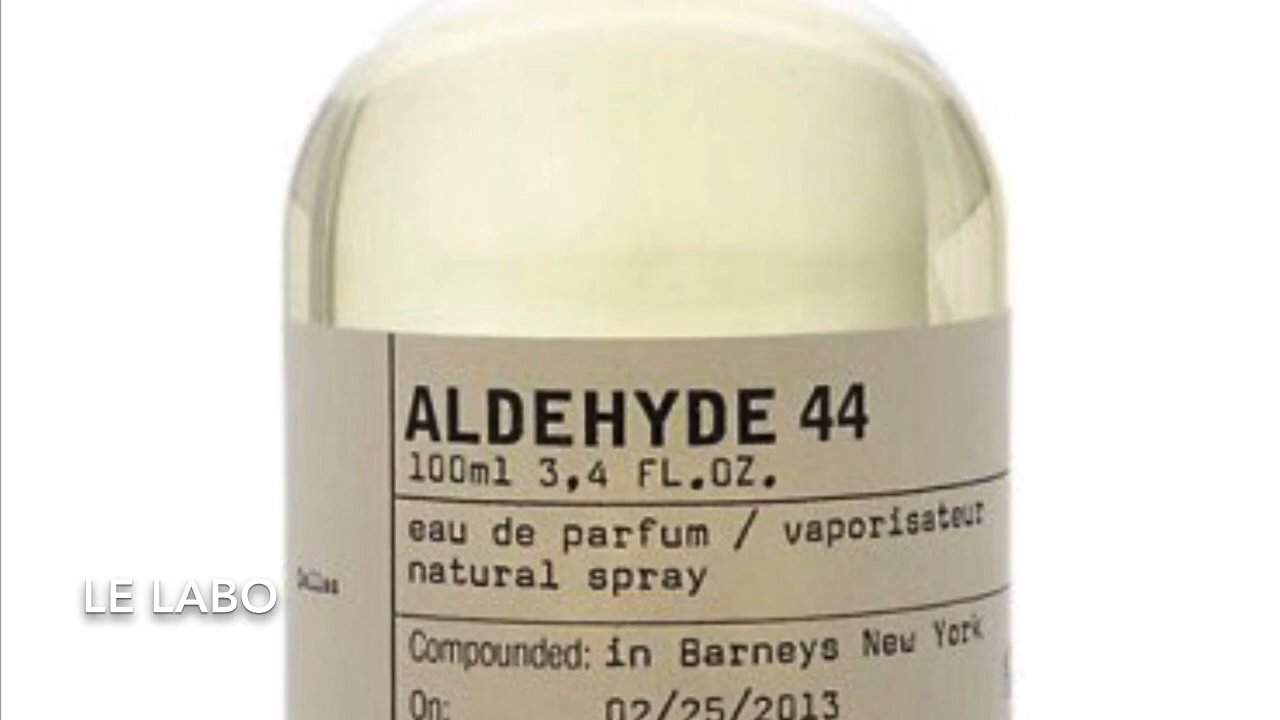 ALDEHYDE 44
100ml 3,4 FL.OZ.
eau de parfum / vaporisateur
natural spray
Dallas
LE LABO
Compounded: in Barneys New York
On: 02/25/2013